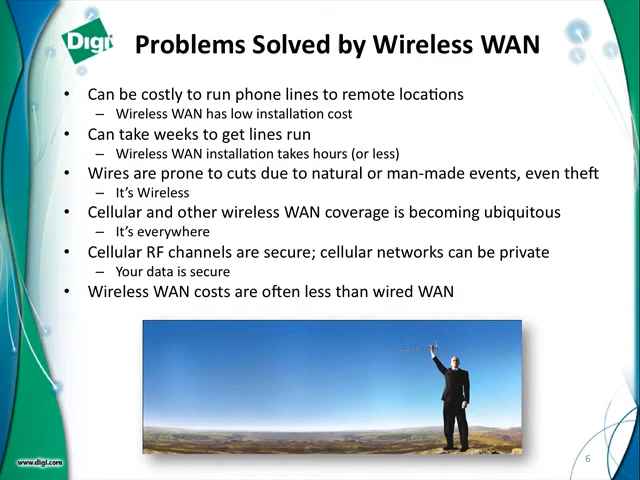 Digi
Problems Solved by Wireless WAN
• Can be costly to run phone lines to remote locations
– Wireless WAN has low installation cost
• Can take weeks to get lines run
– Wireless WAN installation takes hours (or less)
• Wires are prone to cuts due to natural or man-made events, even theft
– It’s Wireless
• Cellular and other wireless WAN coverage is becoming ubiquitous
– It’s everywhere
• Cellular RF channels are secure; cellular networks can be private
– Your data is secure
• Wireless WAN costs are often less than wired WAN
www.digi.com
6